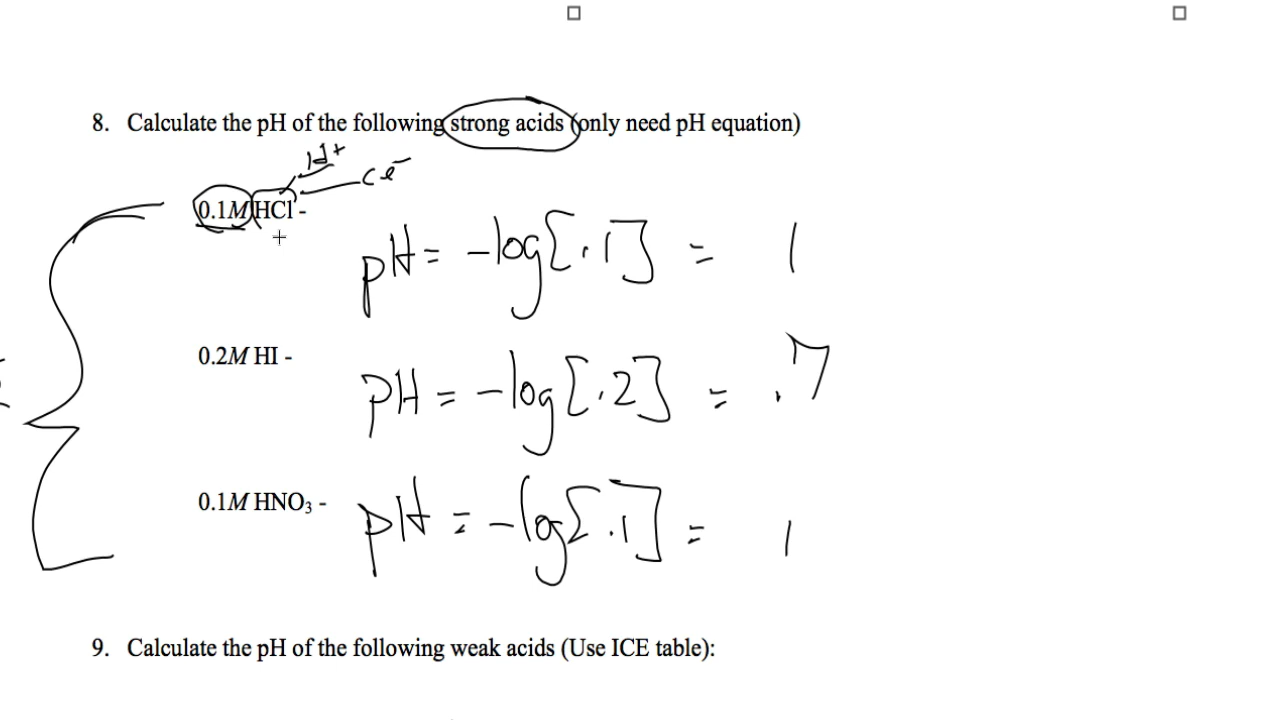 8. Calculate the pH of the following strong acids (only need pH equation)
H+
Cl-
0.1M HCl -
pH = -log[.1] = 1
0.2M HI -
pH = -log[.2] = .7
0.1M HNO₃ -
pH = -log[.1] = 1
9. Calculate the pH of the following weak acids (Use ICE table):